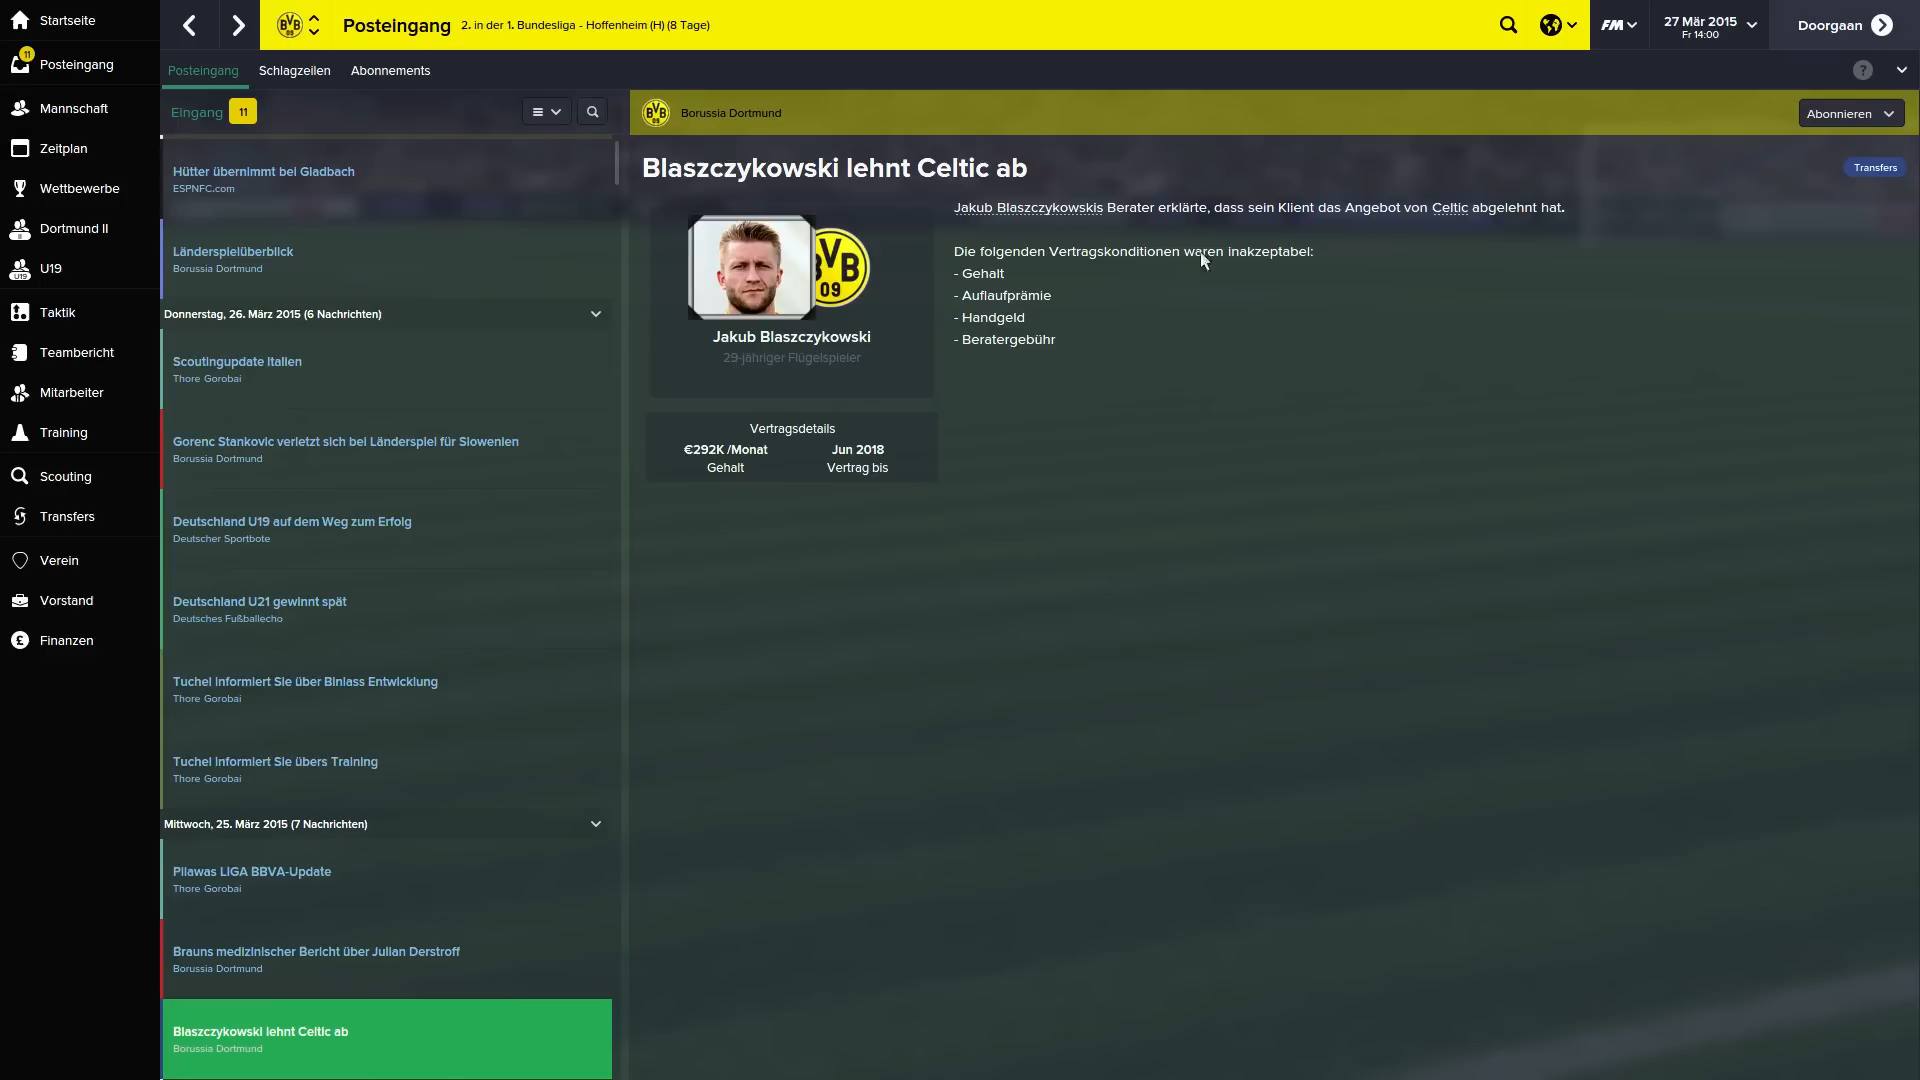 Startseite
11
Posteingang
Mannschaft
Zeitplan
Wettbewerbe
Dortmund II
U19
Taktik
Teambericht
Mitarbeiter
Training
Scouting
Transfers
Verein
Vorstand
Finanzen
Posteingang 2. in der 1. Bundesliga - Hoffenheim (H) (8 Tage)
FM
27 Mär 2015
Fr 14:00
Doorgaan
Posteingang Schlagzeilen Abonnements
?
Eingang 11
Hütter übernimmt bei Gladbach
ESPNFC.com
Länderspielüberblick
Borussia Dortmund
Donnerstag, 26. März 2015 (6 Nachrichten)
Scoutingupdate Italien
Thore Gorobai
Gorenc Stankovic verletzt sich bei Länderspiel für Slowenien
Borussia Dortmund
Deutschland U19 auf dem Weg zum Erfolg
Deutscher Sportbote
Deutschland U21 gewinnt spät
Deutsches Fußballecho
Tuchel informiert Sie über Biniass Entwicklung
Thore Gorobai
Tuchel informiert Sie übers Training
Thore Gorobai
Mittwoch, 25. März 2015 (7 Nachrichten)
Pilawas LIGA BBVA-Update
Thore Gorobai
Brauns medizinischer Bericht über Julian Derstroff
Borussia Dortmund
Blaszczykowski lehnt Celtic ab
Borussia Dortmund
BVB 09
Borussia Dortmund
Abonnieren
Blaszczykowski lehnt Celtic ab
Transfers
BVB 09
Jakub Blaszczykowski
29-jähriger Flügelspieler
Vertragsdetails
€292K /Monat Jun 2018
Gehalt Vertrag bis
Jakub Blaszczykowskis Berater erklärte, dass sein Klient das Angebot von Celtic abgelehnt hat.
Die folgenden Vertragskonditionen waren inakzeptabel:
- Gehalt
- Auflaufprämie
- Handgeld
- Beratergebühr